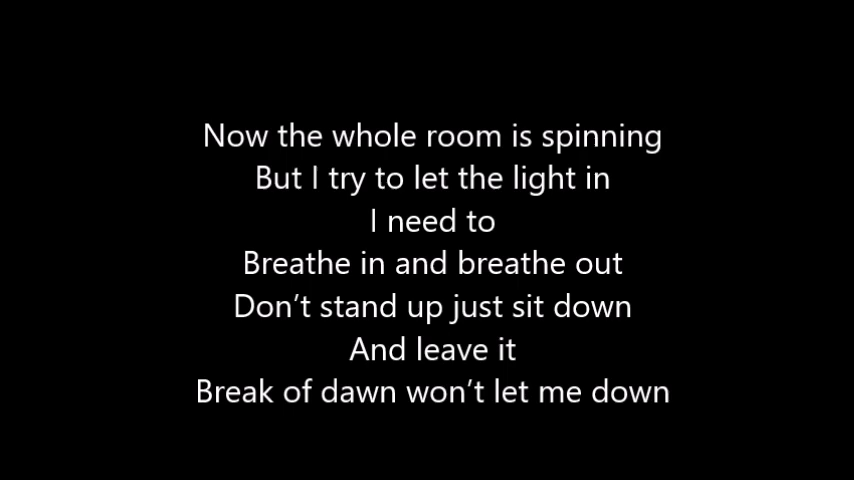 Now the whole room is spinning
But I try to let the light in
I need to
Breathe in and breathe out
Don’t stand up just sit down
And leave it
Break of dawn won’t let me down